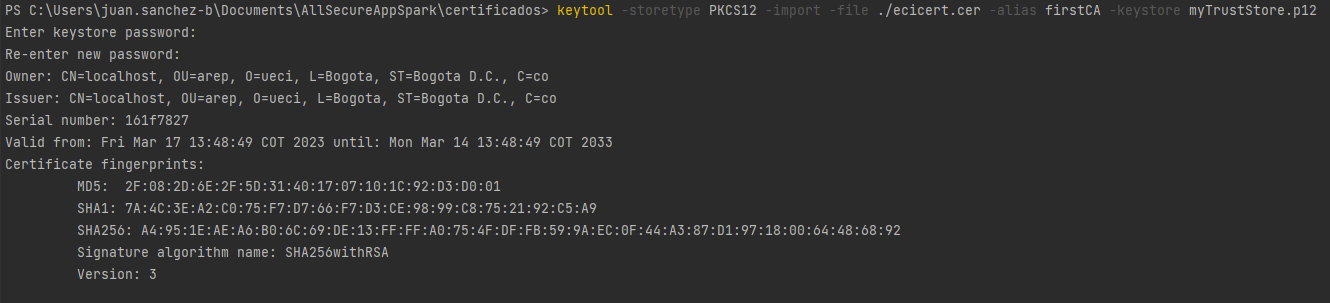 PS C:\Users\juan.sanchez-b\Documents\AllSecureAppSpark\certificados> keytool -storetype PKCS12 -import -file ./ecicert.cer -alias firstCA -keystore myTrustStore.p12
Enter keystore password:
Re-enter new password:
Owner: CN=localhost, OU=arep, O=ueci, L=Bogota, ST=Bogota D.C., C=co
Issuer: CN=localhost, OU=arep, O=ueci, L=Bogota, ST=Bogota D.C., C=co
Serial number: 161f7827
Valid from: Fri Mar 17 13:48:49 COT 2023 until: Mon Mar 14 13:48:49 COT 2033
Certificate fingerprints:
MD5:  2F:08:2D:6E:2F:5D:31:40:17:07:10:1C:92:D3:D0:01
SHA1: 7A:4C:3E:A2:C0:75:F7:D7:66:F7:D3:CE:98:99:C8:75:21:92:C5:A9
SHA256: A4:95:1E:AE:A6:B0:6C:69:DE:13:FF:FF:A0:75:4F:DF:FB:59:9A:EC:0F:44:A3:87:D1:97:18:00:64:48:68:92
Signature algorithm name: SHA256withRSA
Version: 3